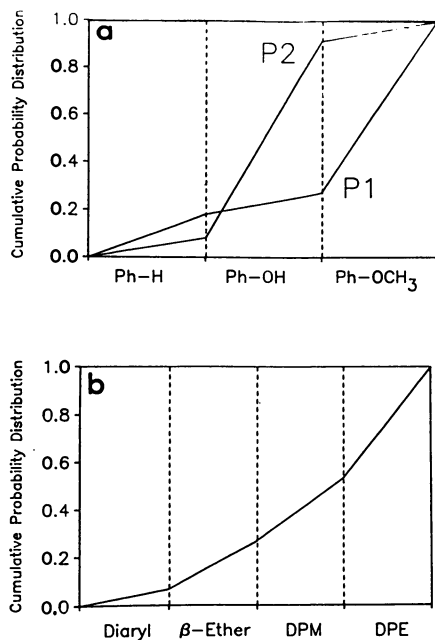 a
Cumulative Probability Distribution
1.0
0.8
0.6
0.4
0.2
0.0
P2
P1
Ph-H
Ph-OH
Ph-OCH₃
b
Cumulative Probability Distribution
1.0
0.8
0.6
0.4
0.2
0.0
Diaryl
β-Ether
DPM
DPE